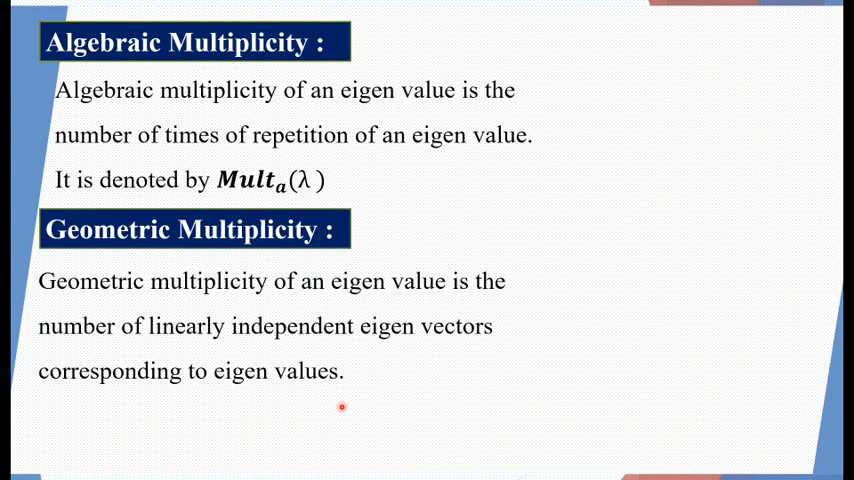 Algebraic Multiplicity :
Algebraic multiplicity of an eigen value is the
number of times of repetition of an eigen value.
It is denoted by 𝑴𝒖𝒍𝒕ₐ(λ )
Geometric Multiplicity :
Geometric multiplicity of an eigen value is the
number of linearly independent eigen vectors
corresponding to eigen values.